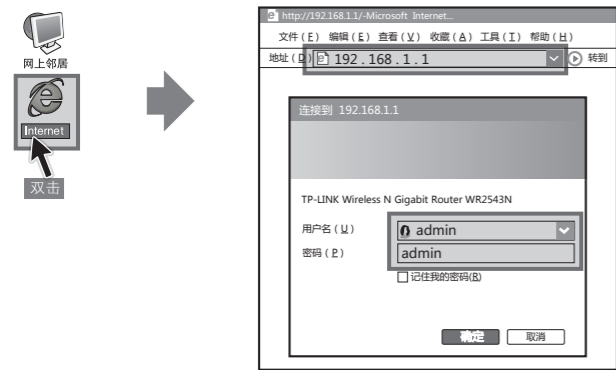 网上邻居
Internet
双击
http://192.168.1.1/-Microsoft Internet...
文件(F) 编辑(E) 查看(V) 收藏(A) 工具(I) 帮助(H)
地址(D) 192.168.1.1 转到
连接到 192.168.1.1
TP-LINK Wireless N Gigabit Router WR2543N
用户名(U) admin
密码(P) admin
记住我的密码(R)
确定 取消